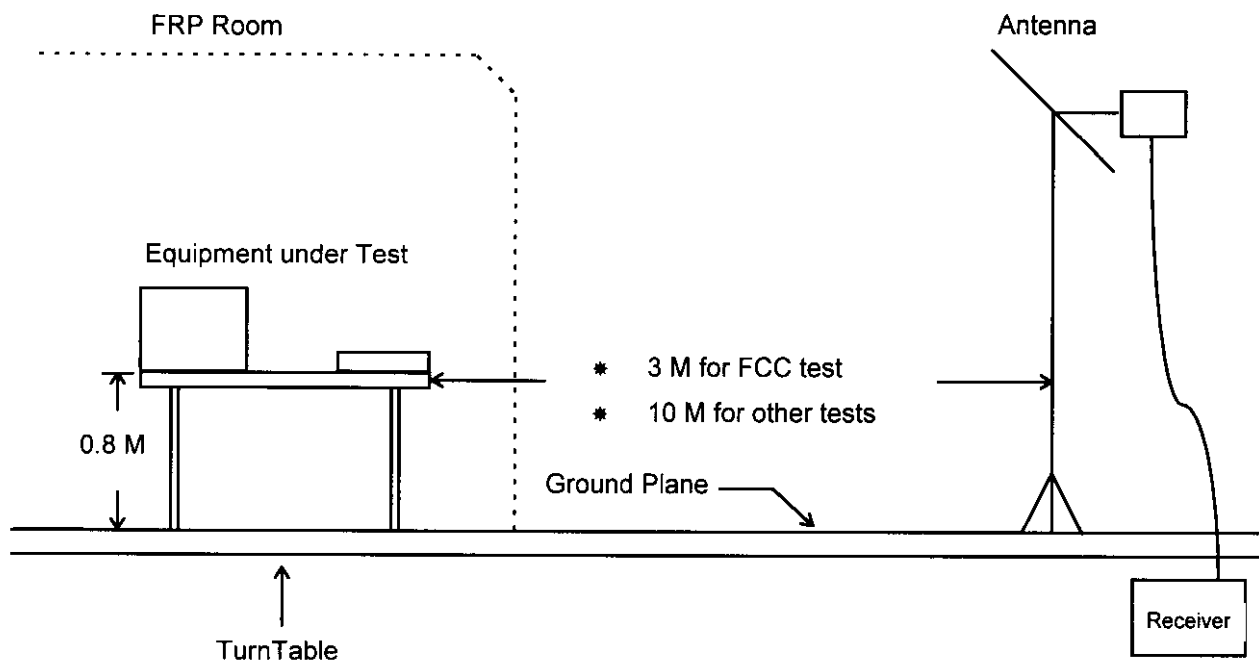 FRP Room
Antenna
Equipment under Test
✷ 3 M for FCC test
✷ 10 M for other tests
0.8 M
Ground Plane
Receiver
TurnTable